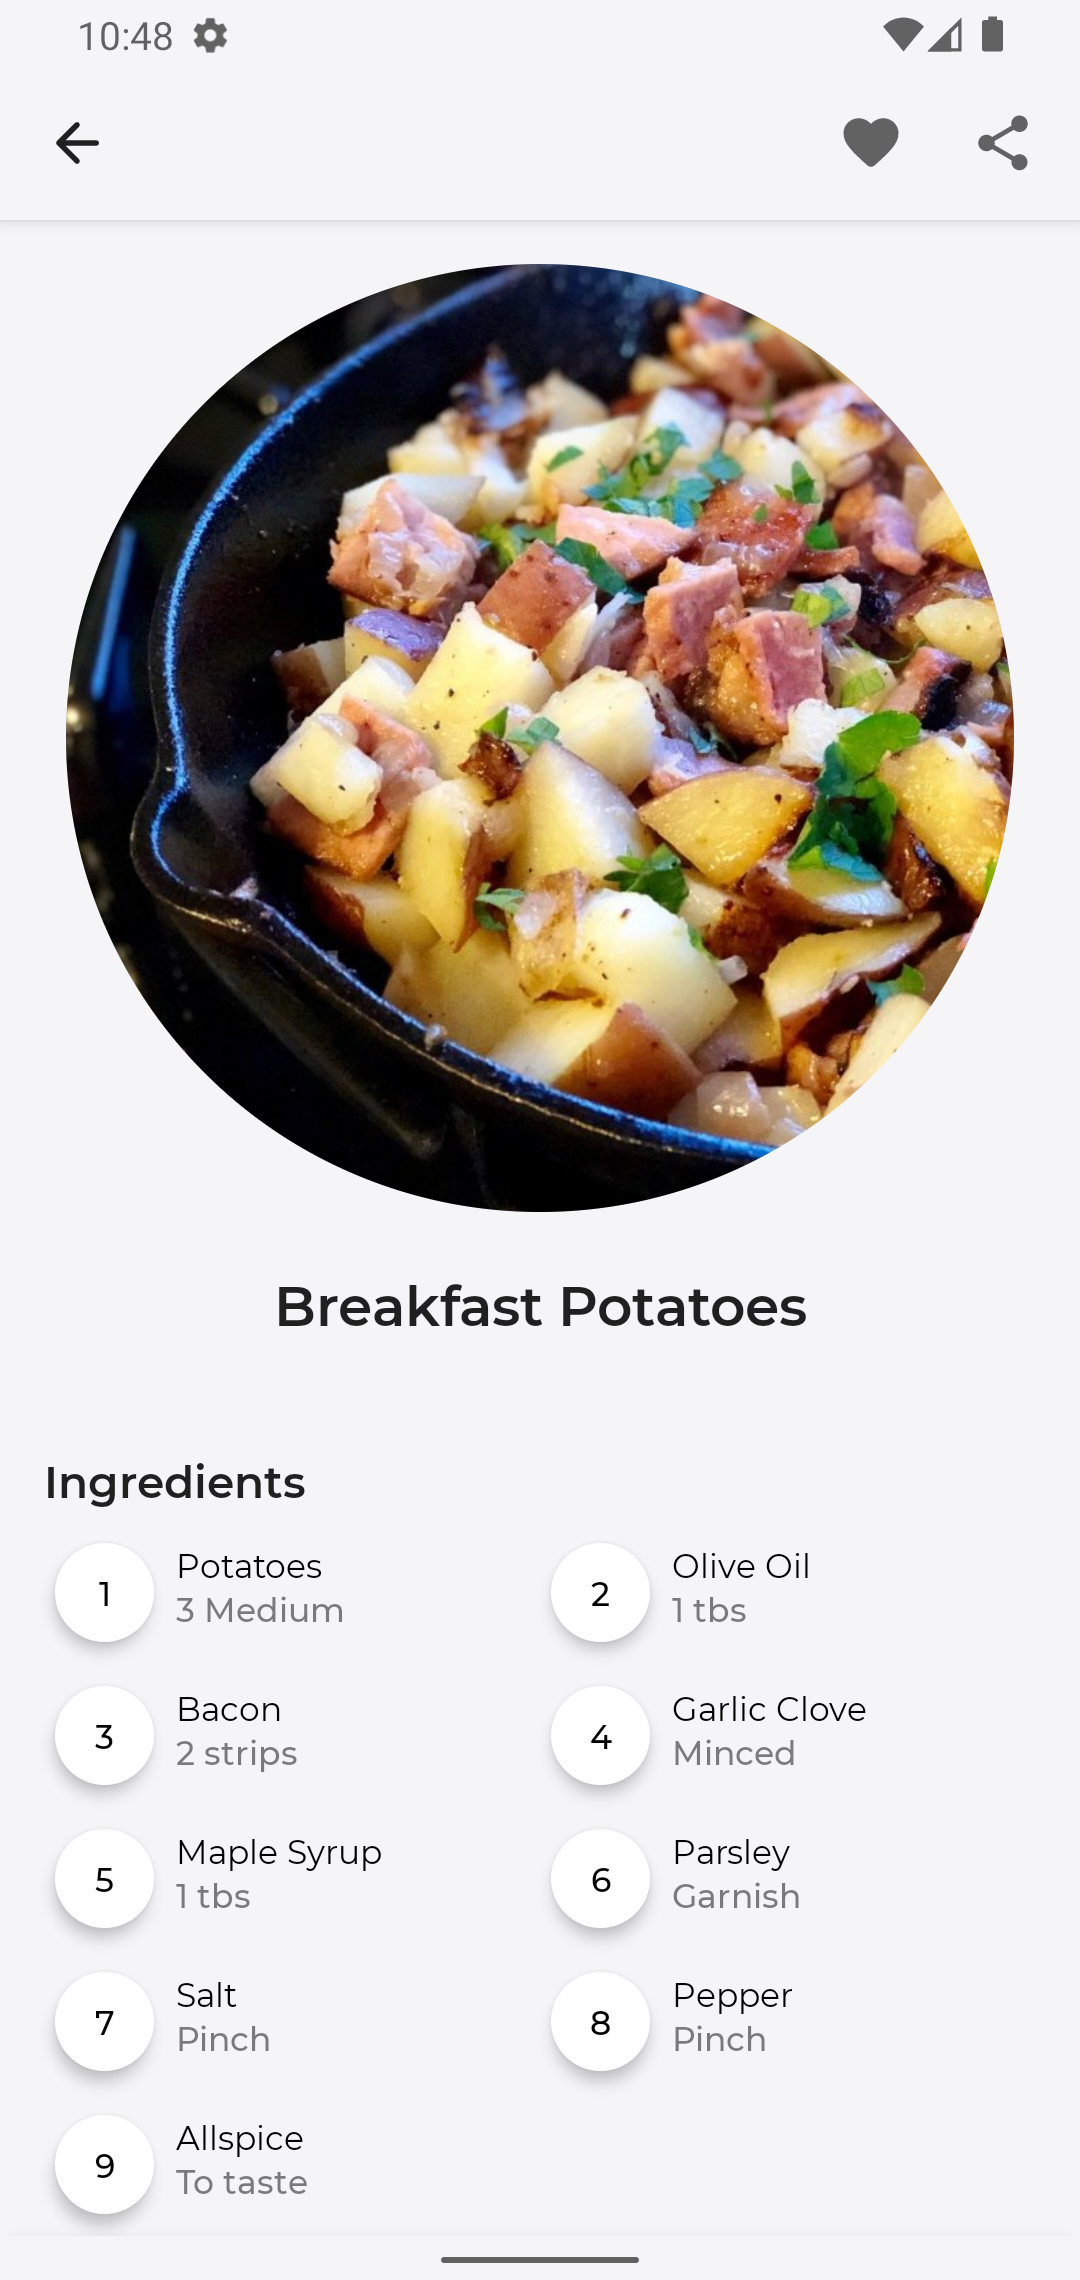 10:48
Breakfast Potatoes
Ingredients
1
Potatoes
3 Medium
2
Olive Oil
1 tbs
3
Bacon
2 strips
4
Garlic Clove
Minced
5
Maple Syrup
1 tbs
6
Parsley
Garnish
7
Salt
Pinch
8
Pepper
Pinch
9
Allspice
To taste